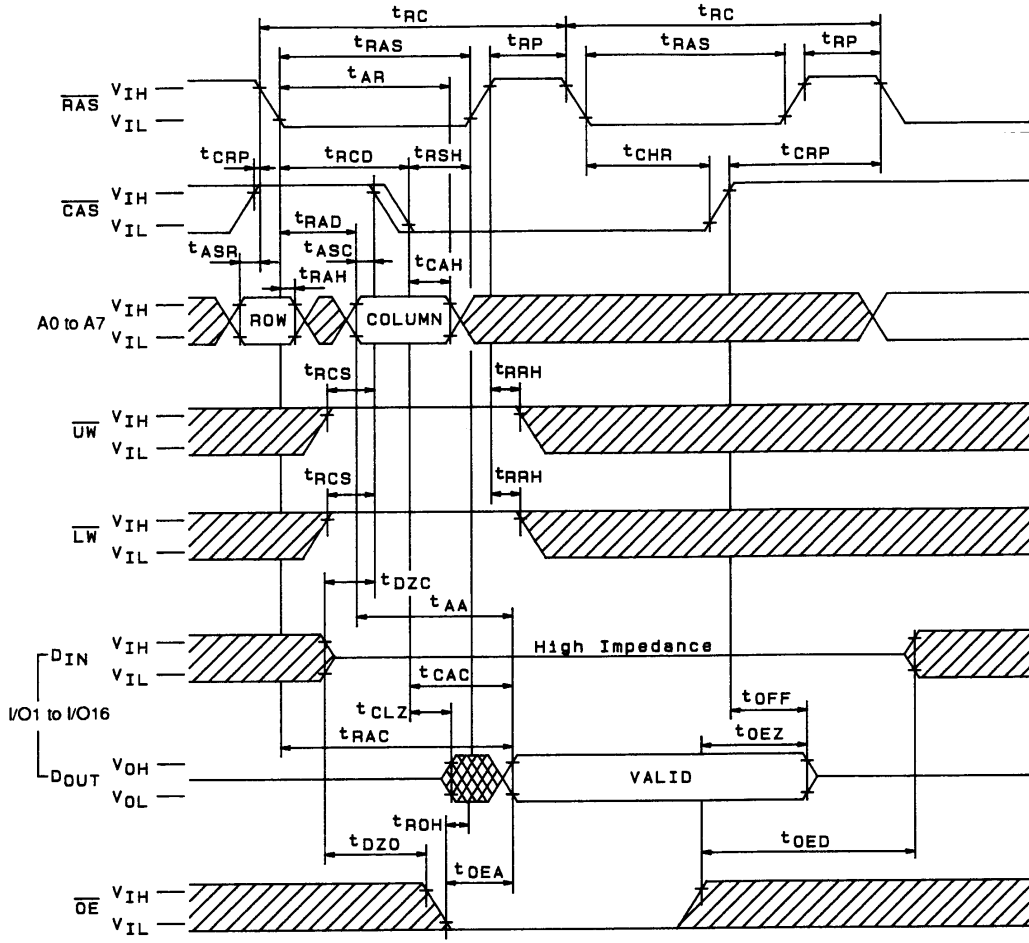 tRC tRC
tRAS tRP tRAS tRP
tAR
RAS VIH
VIL
tCRP tRCD tRSH tCHR tCRP
CAS VIH
VIL
tRAD
tASR tASC
tRAH tCAH
A0 to A7 VIH
VIL
ROW COLUMN
tRCS tRRH
UW VIH
VIL
tRCS tRRH
LW VIH
VIL
tDZC
tAA
DIN VIH
VIL
High Impedance
tCAC
I/O1 to I/O16
tCLZ tOFF
tRAC tOEZ
DOUT VOH
VOL
VALID
tROH
tDZO tOED
tOEA
OE VIH
VIL